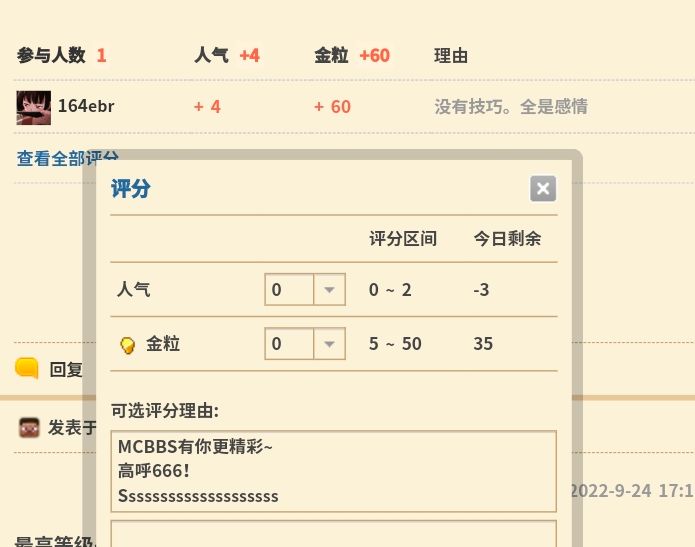 参与人数 1 人气 +4 金粒 +60 理由
164ebr + 4 + 60 没有技巧。全是感情
查看全部评分
评分
评分区间 今日剩余
人气 0 0 ~ 2 -3
金粒 0 5 ~ 50 35
回复
可选评分理由:
发表于
MCBBS有你更精彩~
高呼666!
Ssssssssssssssssssss
2022-9-24 17:1
最高等级